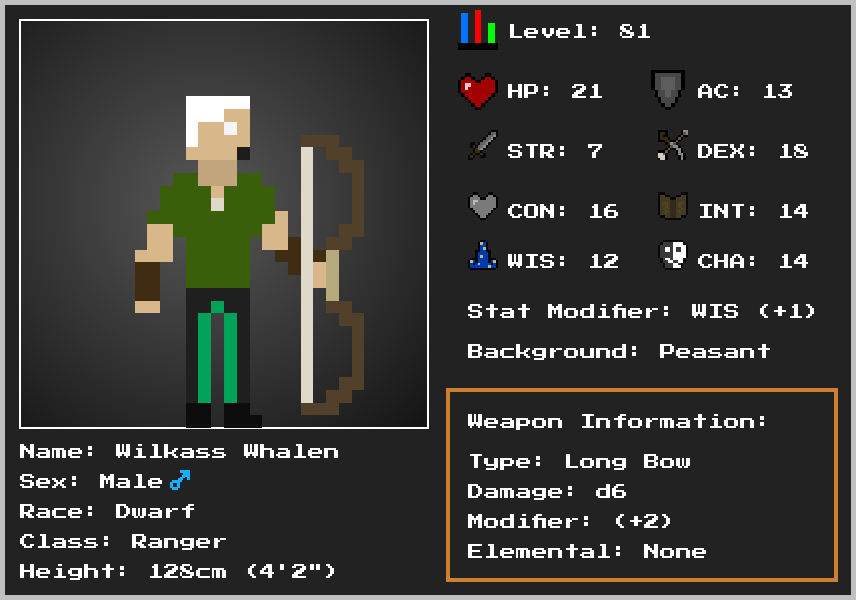 Level: 81
HP: 21 AC: 13
STR: 7 DEX: 18
CON: 16 INT: 14
WIS: 12 CHA: 14
Stat Modifier: WIS (+1)
Background: Peasant
Weapon Information:
Type: Long Bow
Damage: d6
Modifier: (+2)
Elemental: None
Name: Wilkass Whalen
Sex: Male♂
Race: Dwarf
Class: Ranger
Height: 128cm (4'2")